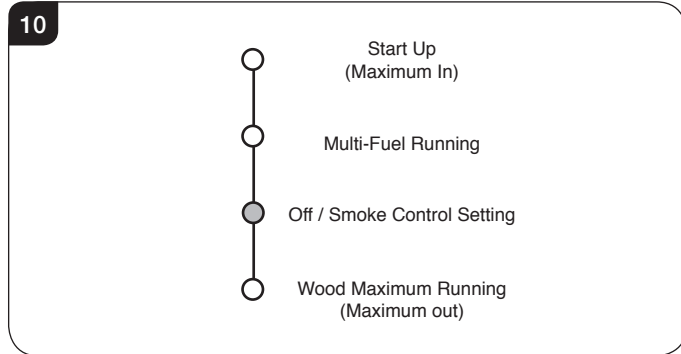 10
Start Up
(Maximum In)
Multi-Fuel Running
Off / Smoke Control Setting
Wood Maximum Running
(Maximum out)